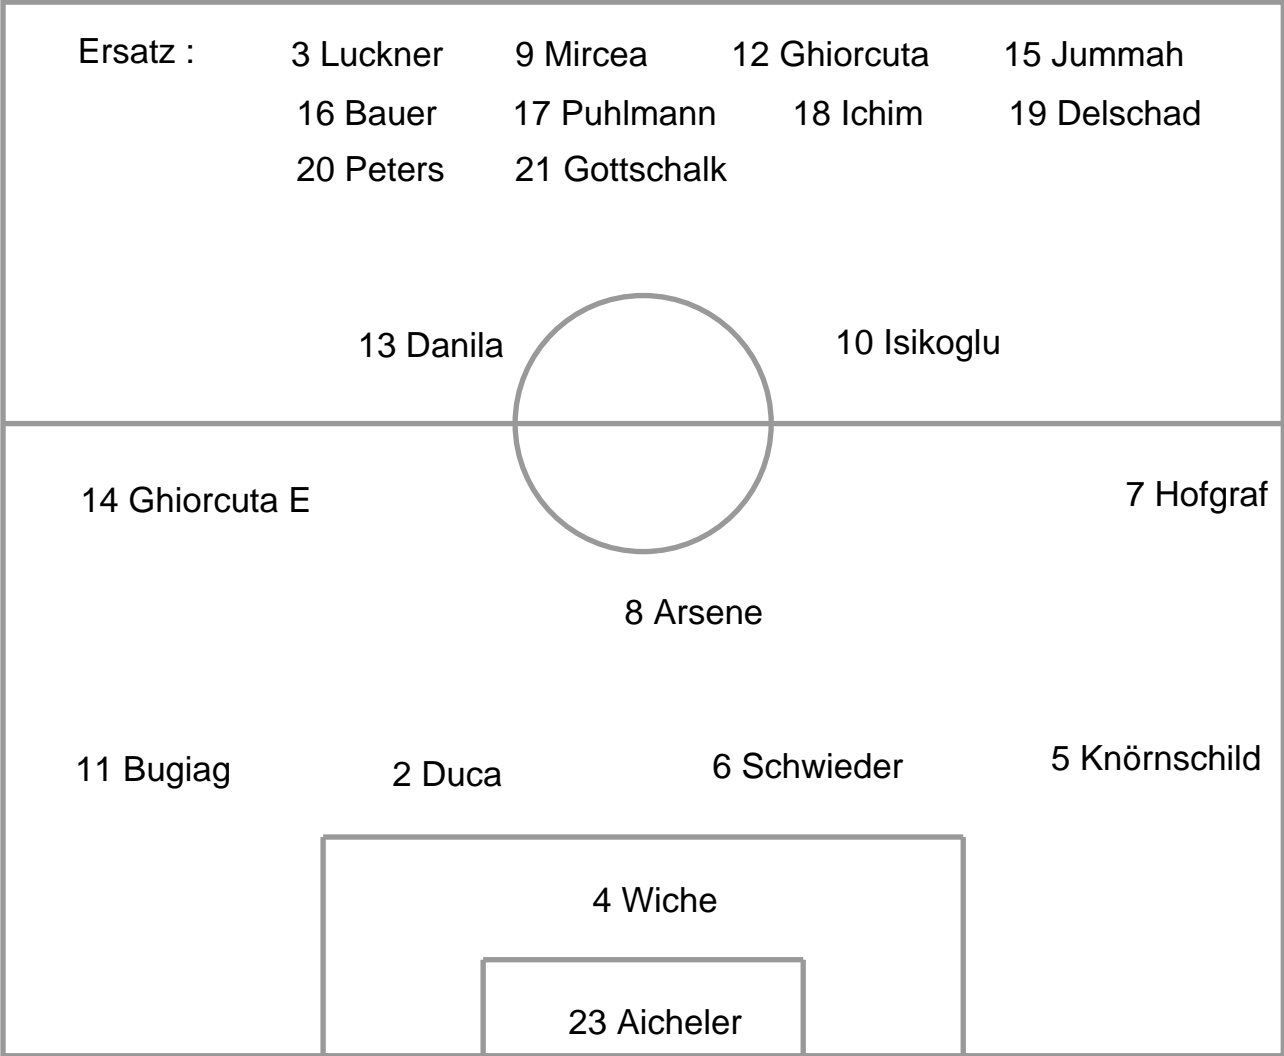 Ersatz : 3 Luckner 9 Mircea 12 Ghiorcuta 15 Jummah
16 Bauer 17 Puhlmann 18 Ichim 19 Delschad
20 Peters 21 Gottschalk
13 Danila 10 Isikoglu
14 Ghiorcuta E 7 Hofgraf
8 Arsene
11 Bugiag 2 Duca 6 Schwieder 5 Knörnschild
4 Wiche
23 Aicheler